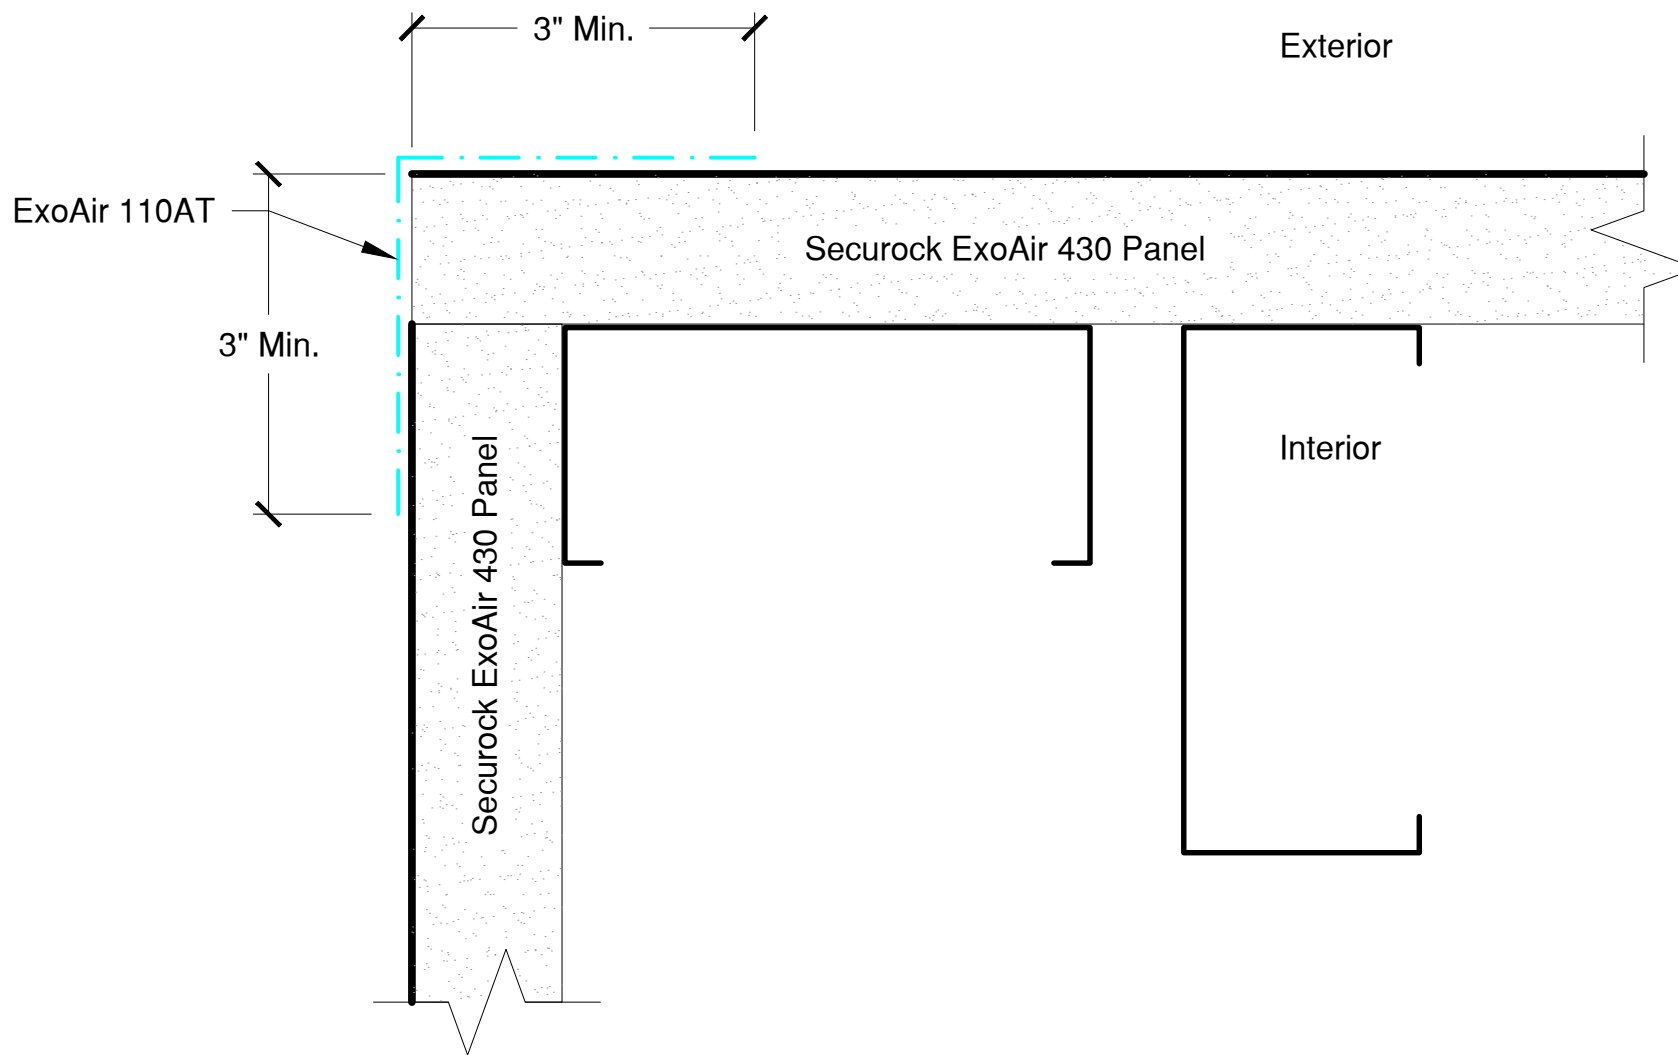 3" Min.
Exterior
ExoAir 110AT
Securock ExoAir 430 Panel
3" Min.
Interior
Securock ExoAir 430 Panel